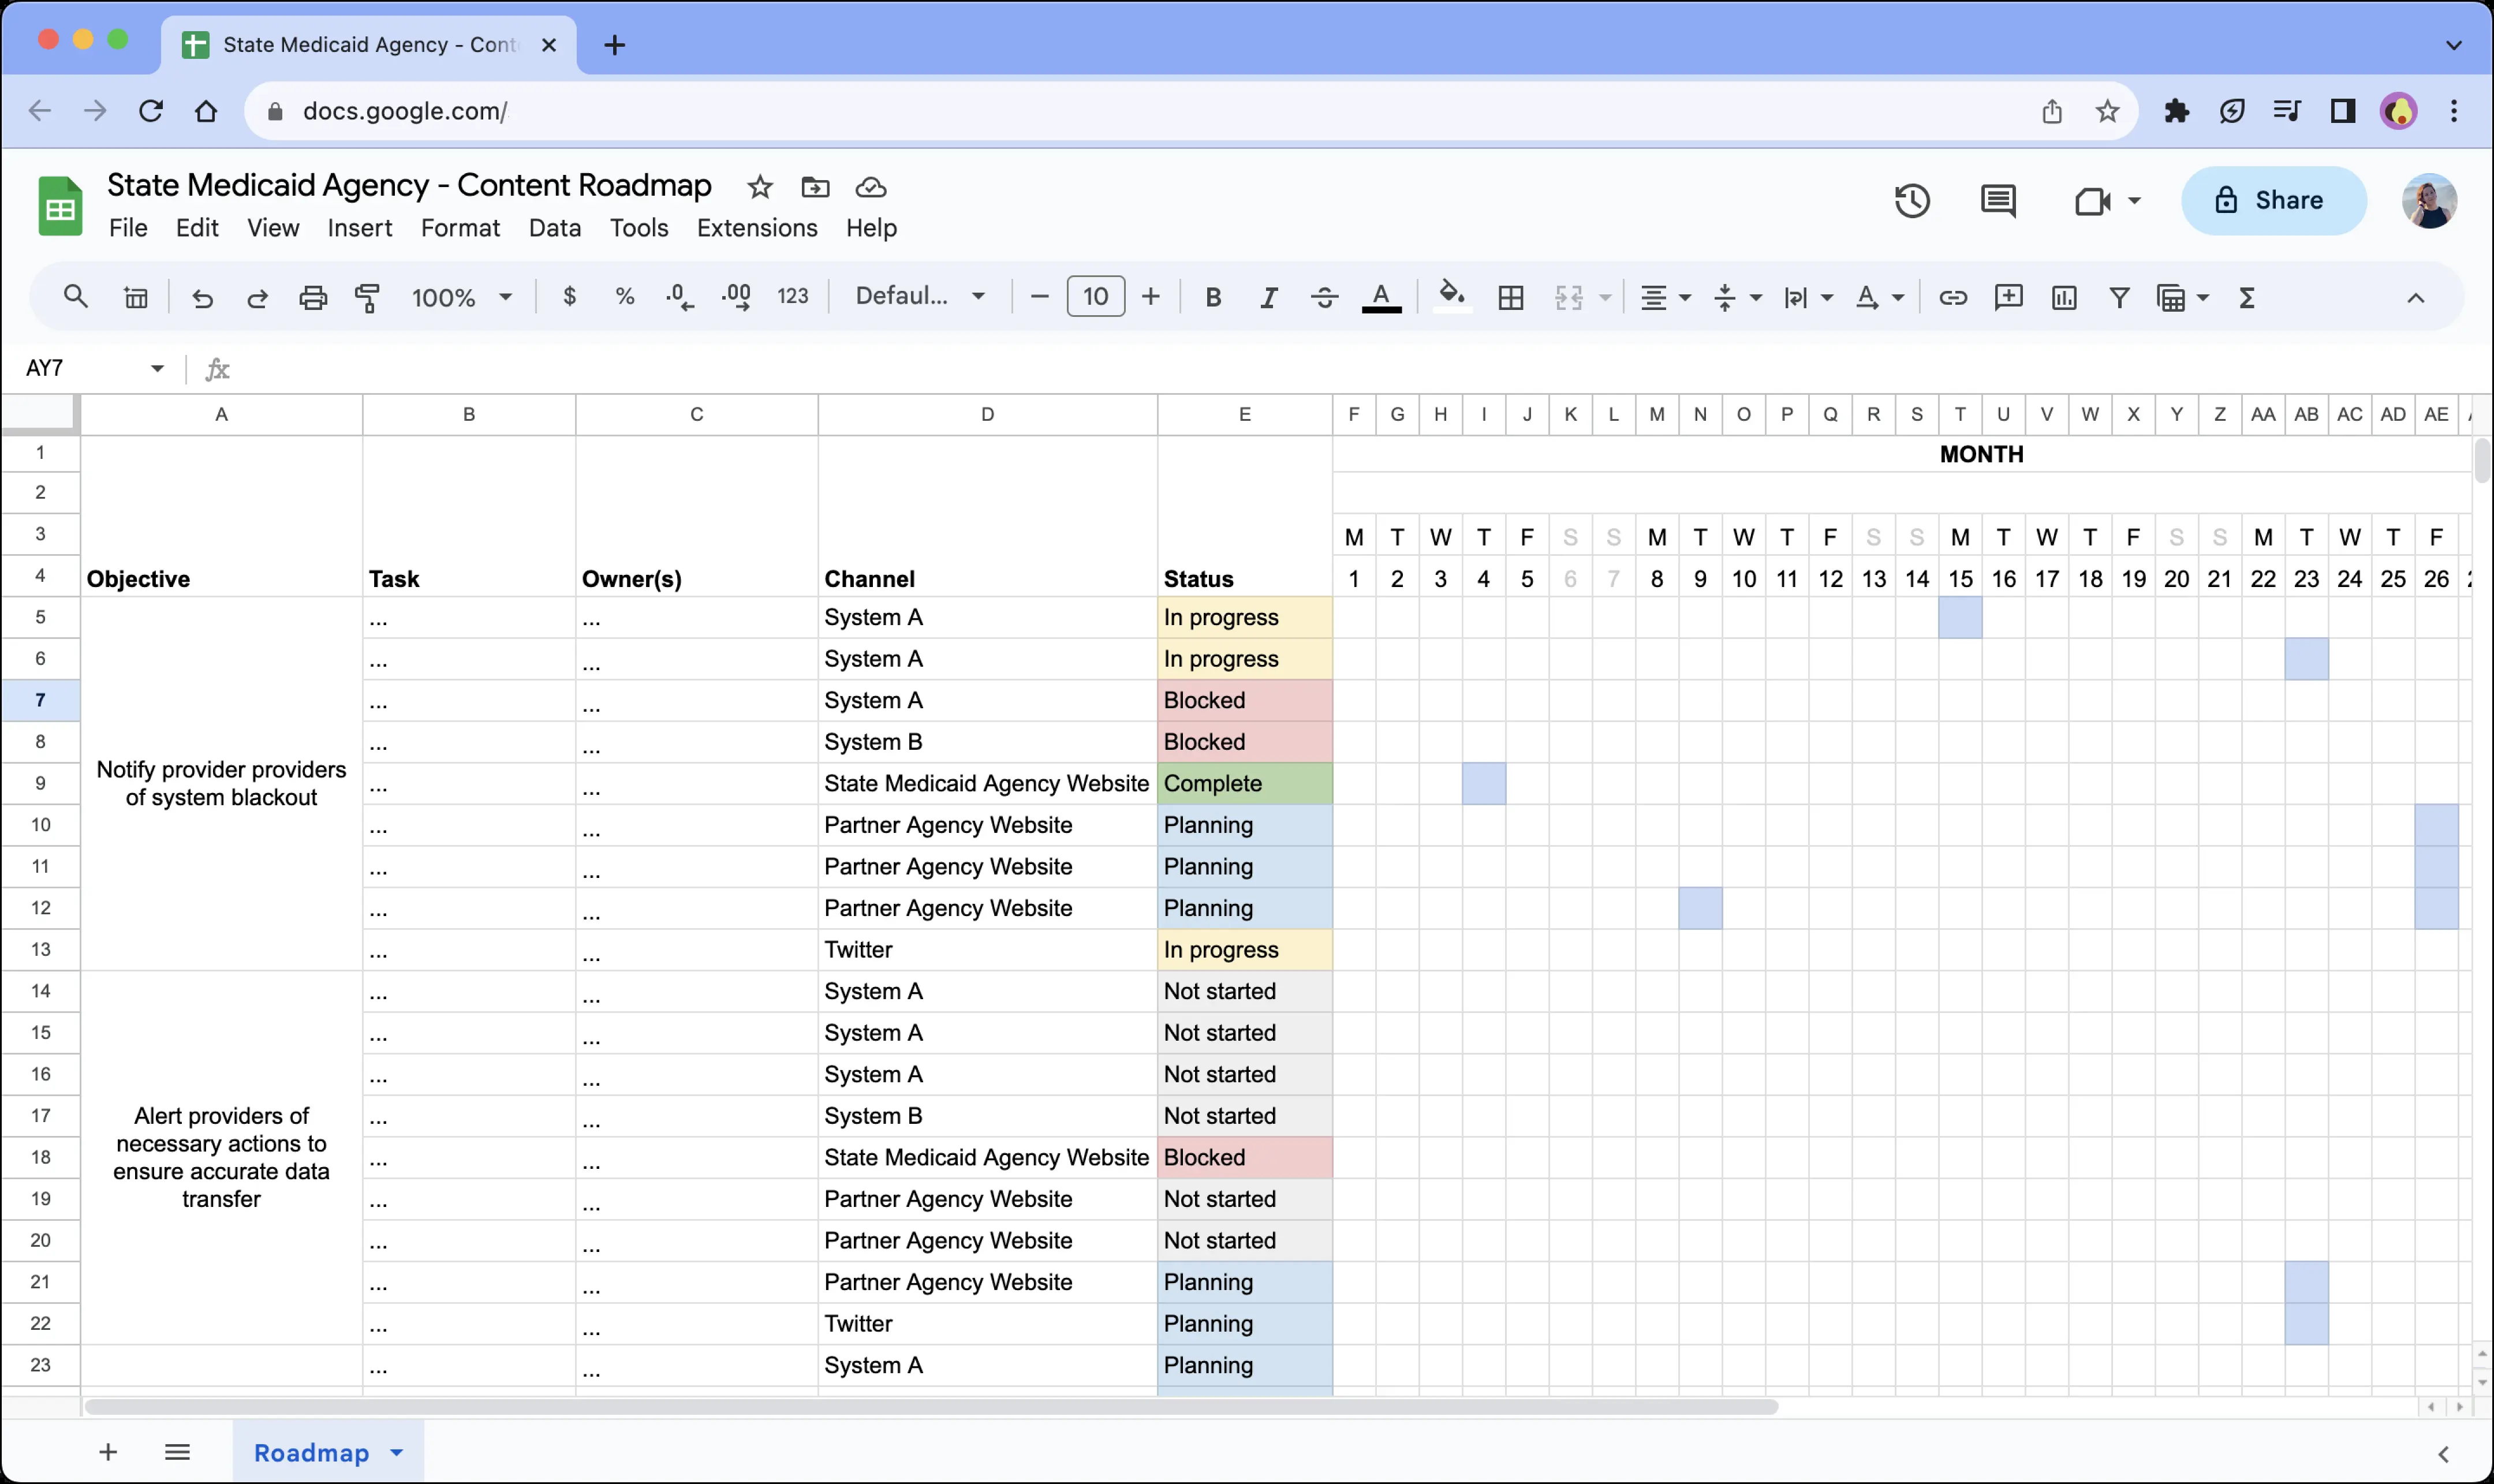 State Medicaid Agency - Cont
docs.google.com/
State Medicaid Agency - Content Roadmap
File Edit View Insert Format Data Tools Extensions Help
Share
100% $ % .0 .00 123 Defaul... 10 B I S A
AY7 fx
A B C D E F G H I J K L M N O P Q R S T U V W X Y Z AA AB AC AD AE
1 MONTH
2
3 M T W T F S S M T W T F S S M T W T F S S M T W T F
4 Objective Task Owner(s) Channel Status 1 2 3 4 5 6 7 8 9 10 11 12 13 14 15 16 17 18 19 20 21 22 23 24 25 26
5 ... ... System A In progress
6 ... ... System A In progress
7 ... ... System A Blocked
8 ... ... System B Blocked
Notify provider providers
of system blackout
9 ... ... State Medicaid Agency Website Complete
10 ... ... Partner Agency Website Planning
11 ... ... Partner Agency Website Planning
12 ... ... Partner Agency Website Planning
13 ... ... Twitter In progress
14 ... ... System A Not started
15 ... ... System A Not started
16 ... ... System A Not started
17 ... ... System B Not started
Alert providers of
necessary actions to
ensure accurate data
transfer
18 ... ... State Medicaid Agency Website Blocked
19 ... ... Partner Agency Website Not started
20 ... ... Partner Agency Website Not started
21 ... ... Partner Agency Website Planning
22 ... ... Twitter Planning
23 ... ... System A Planning
Roadmap